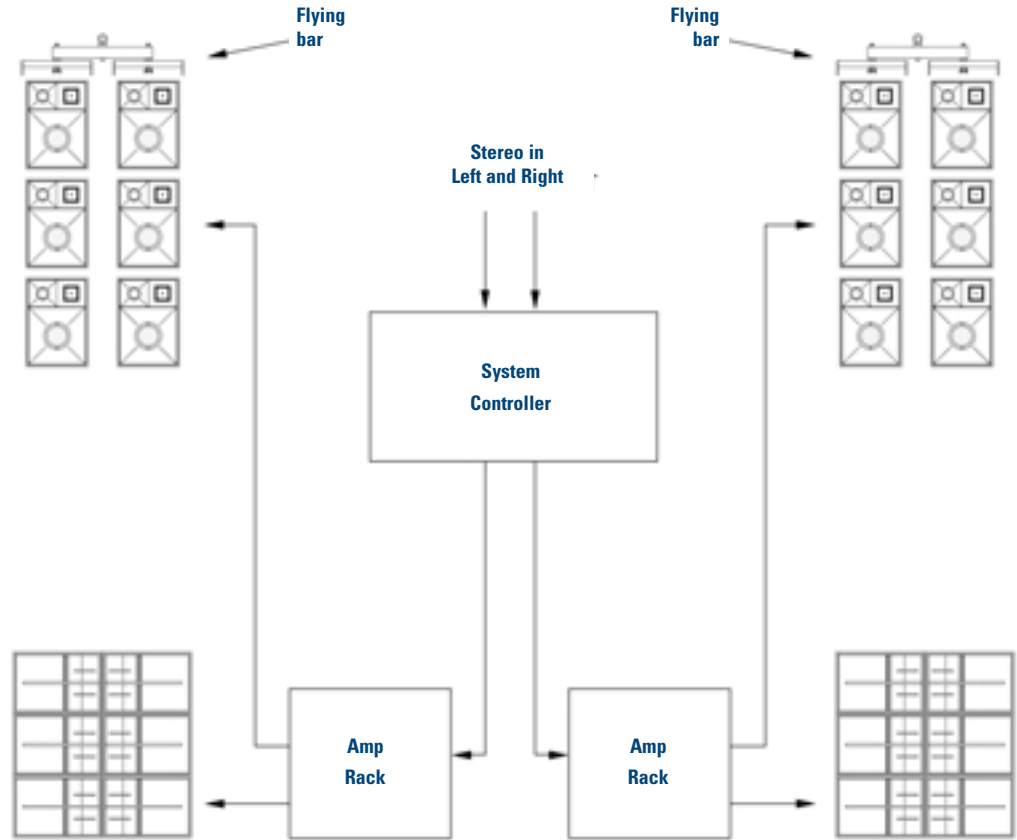 Flying
bar
Flying
bar
Stereo in
Left and Right
System
Controller
Amp
Rack
Amp
Rack